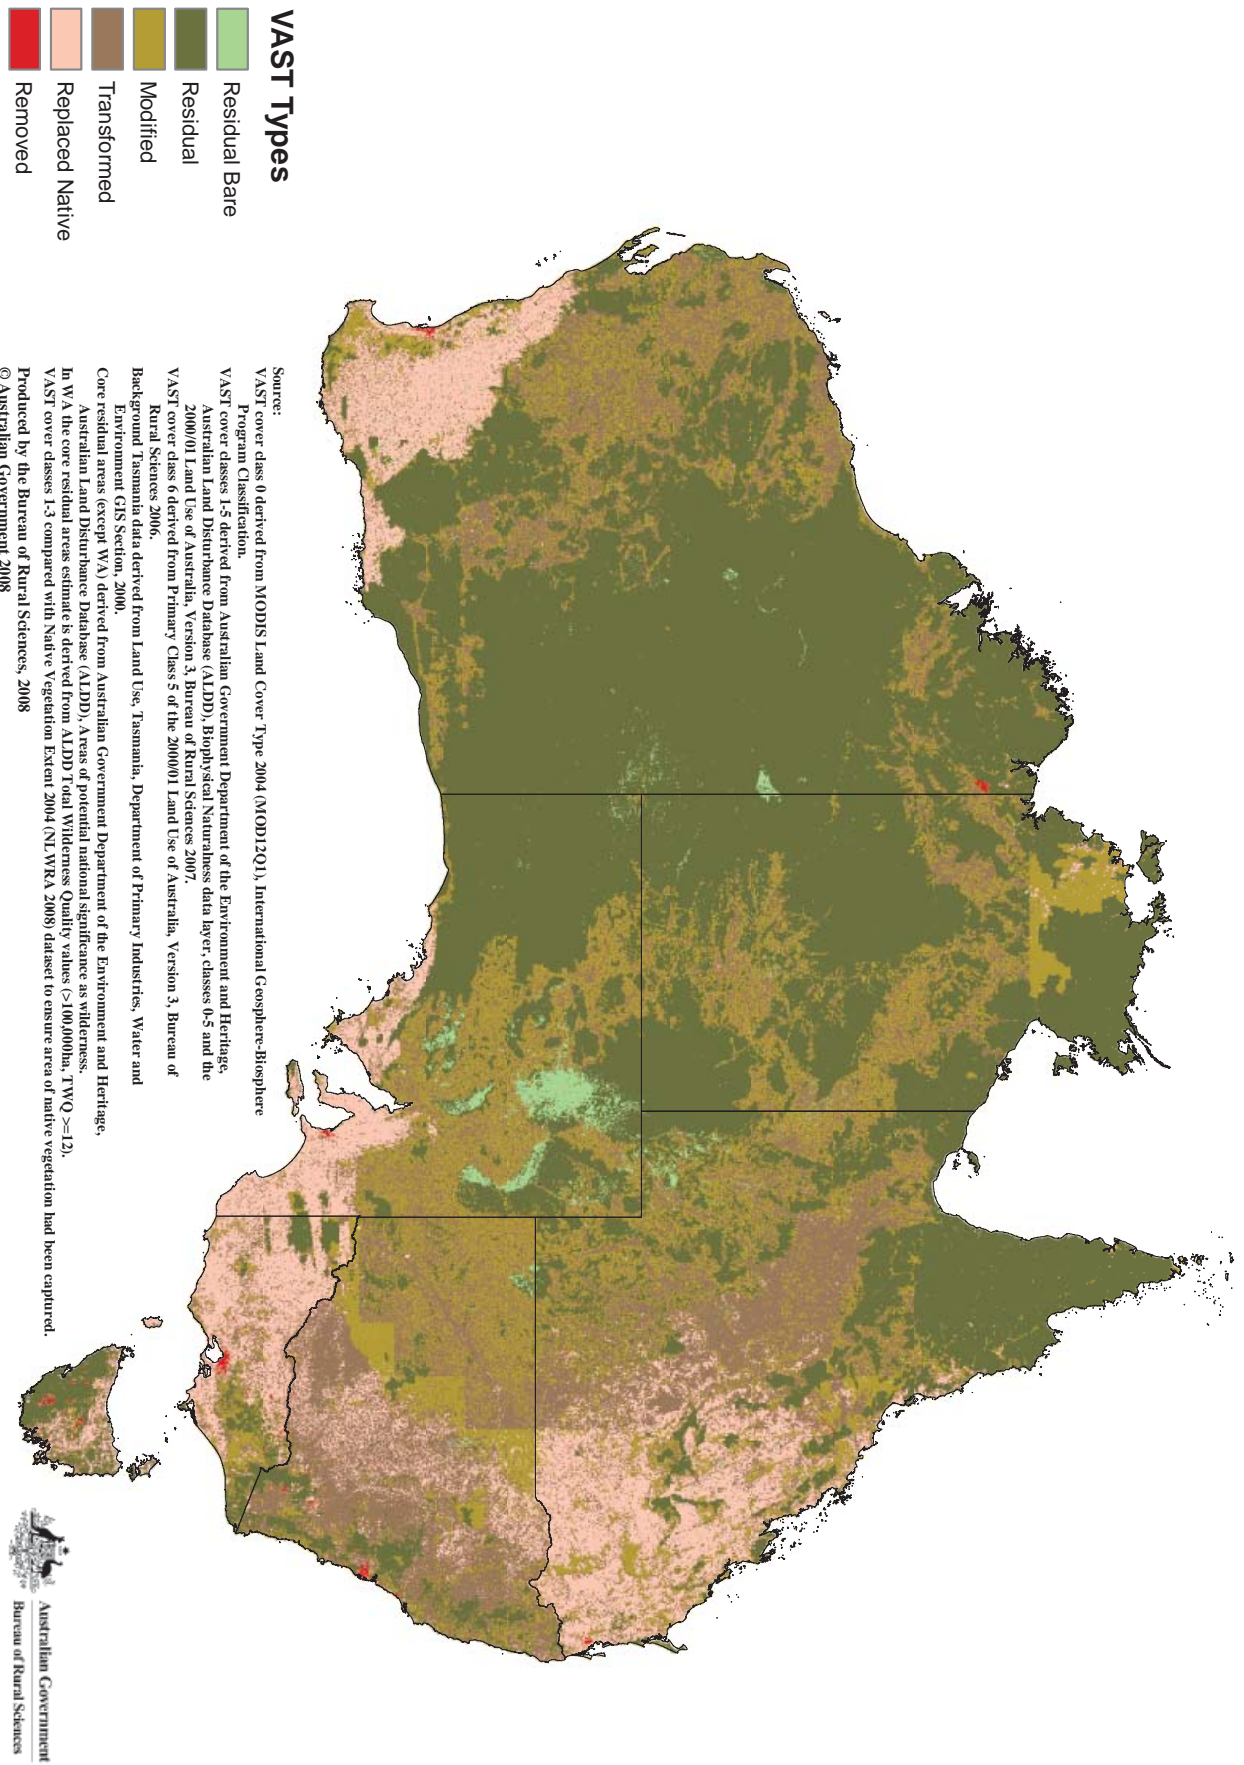 VAST Types
Residual Bare
Residual
Modified
Transformed
Replaced Native
Removed
Source:
VAST cover class 0 derived from MODIS Land Cover Type 2004 (MOD12Q1), International Geosphere-Biosphere
Program Classification.
VAST cover classes 1-5 derived from Australian Government Department of the Environment and Heritage,
Australian Land Disturbance Database (ALDD), Biophysical Naturalness data layer, classes 0-5 and the
2000/01 Land Use of Australia, Version 3, Bureau of Rural Sciences 2007.
VAST cover class 6 derived from Primary Class 5 of the 2000/01 Land Use of Australia, Version 3, Bureau of
Rural Sciences 2006.
Background Tasmania data derived from Land Use, Tasmania, Department of Primary Industries, Water and
Environment GIS Section, 2000.
Core residual areas (except WA) derived from Australian Government Department of the Environment and Heritage,
Australian Land Disturbance Database (ALDD), Areas of potential national significance as wilderness.
In WA the core residual areas estimate is derived from ALDD Total Wilderness Quality values (>100,000ha, TWQ >=12).
VAST cover classes 1-3 compared with Native Vegetation Extent 2004 (NLWRA 2008) dataset to ensure area of native vegetation had been captured.
Produced by the Bureau of Rural Sciences, 2008
© Australian Government 2008
Australian Government
Bureau of Rural Sciences